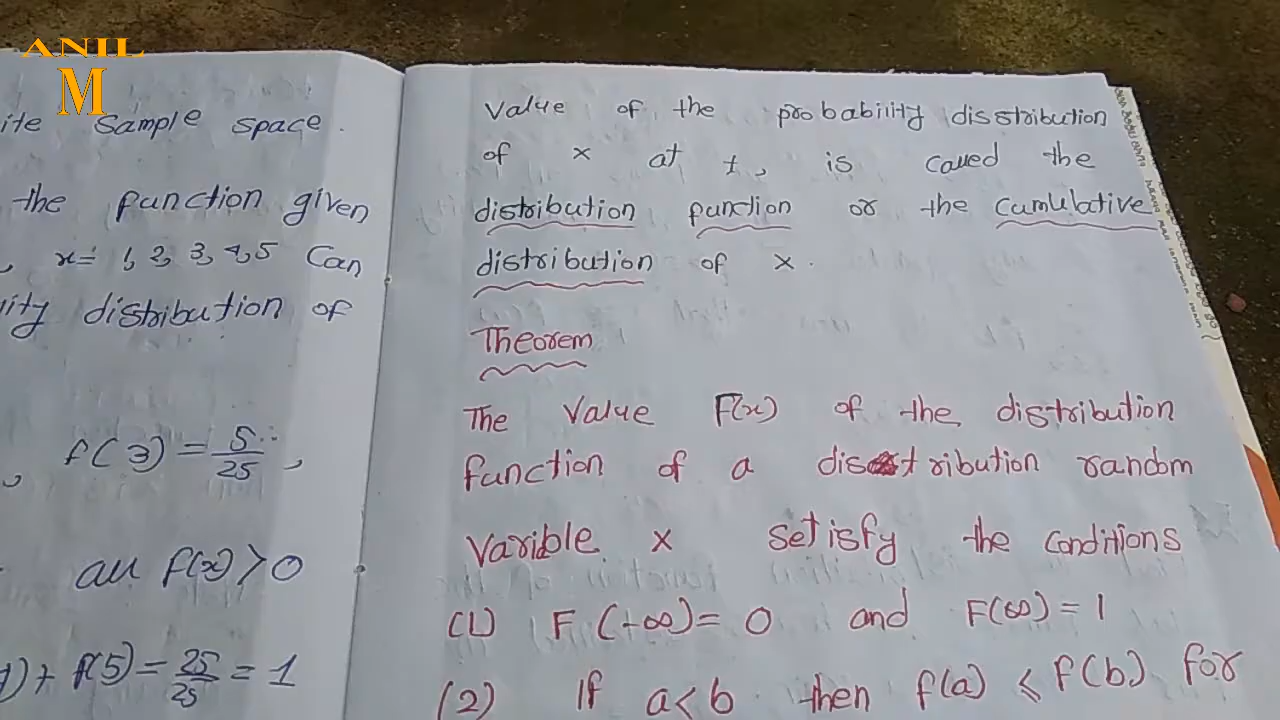 ANIL
M
ite Sample space.
the function given
, x= 1, 2, 3, 4, 5 Can
ity distribution of
, f(3) = 5/25 ,
all f(x) > 0
) + f(5) = 25/25 = 1
Value of the probability disstribution
of x at t, is called the
distribution function or the cumulative
distribution of x.
Theorem
The Value F(x) of the distribution
function of a distribution random
Variable x setisfy the conditions
(1) F(-∞) = 0 and F(∞) = 1
(2) If a < b then f(a) ≤ f(b) for